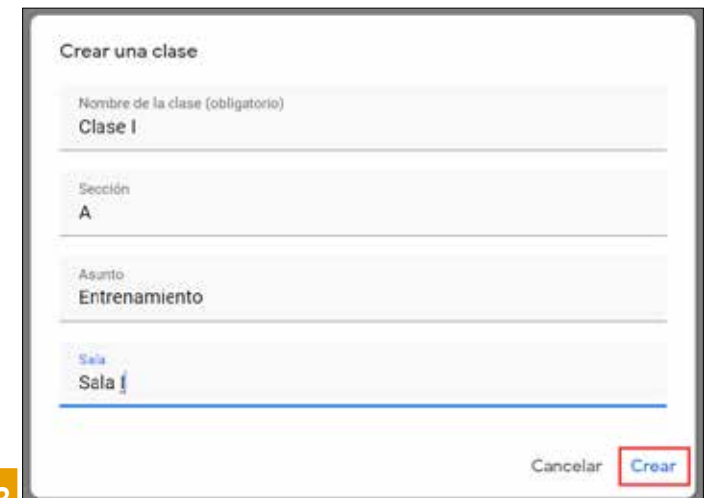 Crear una clase
Nombre de la clase (obligatorio)
Clase I
Sección
A
Asunto
Entrenamiento
Sala
Sala I
Cancelar Crear